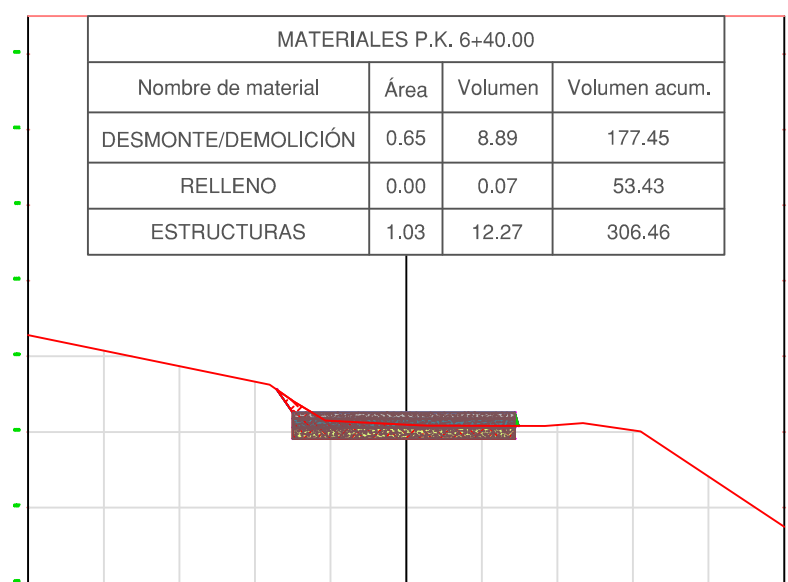 MATERIALES P.K. 6+40.00
Nombre de material Área Volumen Volumen acum.
DESMONTE/DEMOLICIÓN 0.65 8.89 177.45
RELLENO 0.00 0.07 53.43
ESTRUCTURAS 1.03 12.27 306.46